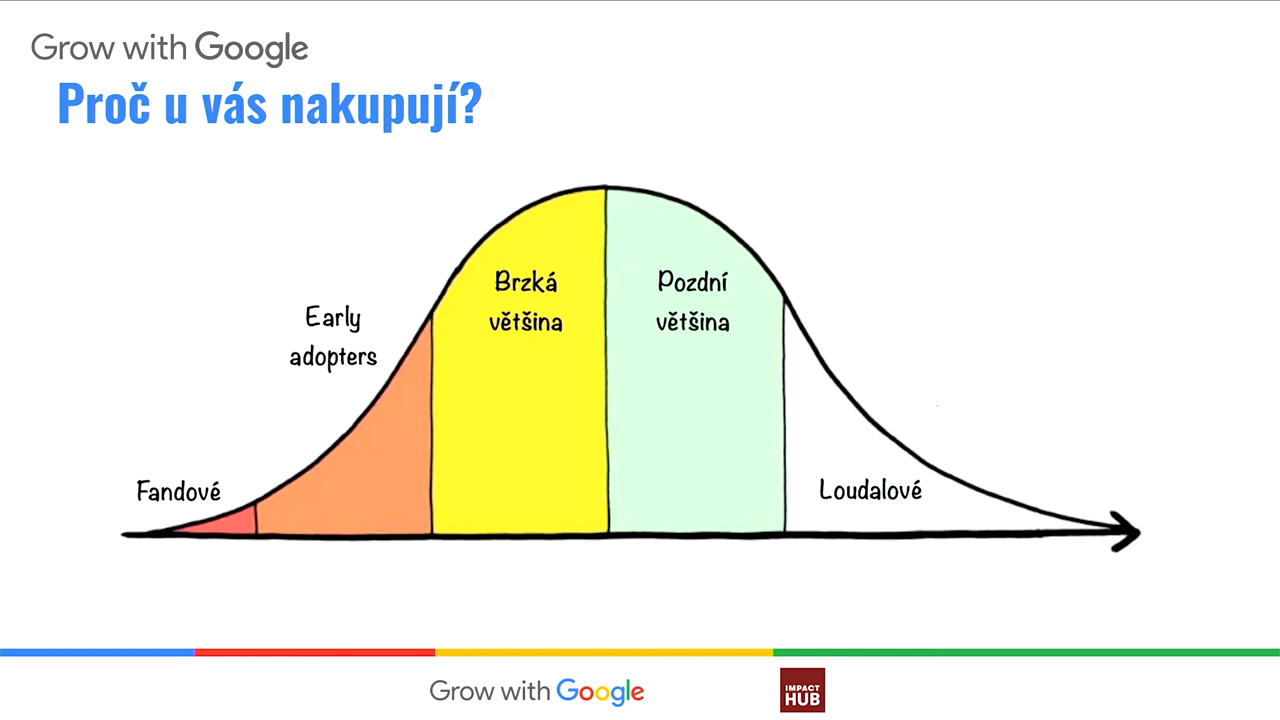 Grow with Google
Proč u vás nakupují?
Brzká
většina
Pozdní
většina
Early
adopters
Fandové
Loudalové
Grow with Google
IMPACT
HUB